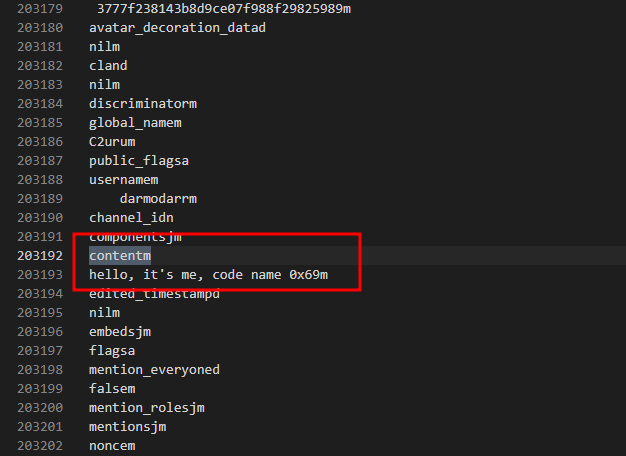 203179 3777f238143b8d9ce07f988f29825989m
203180 avatar_decoration_datad
203181 nilm
203182 cland
203183 nilm
203184 discriminatorm
203185 global_namem
203186 C2urum
203187 public_flagsa
203188 usernamem
203189 darmodarrm
203190 channel_idn
203191 componentsjm
203192 contentm
203193 hello, it's me, code name 0x69m
203194 edited_timestampd
203195 nilm
203196 embedsjm
203197 flagsa
203198 mention_everyoned
203199 falsem
203200 mention_rolesjm
203201 mentionsjm
203202 noncem